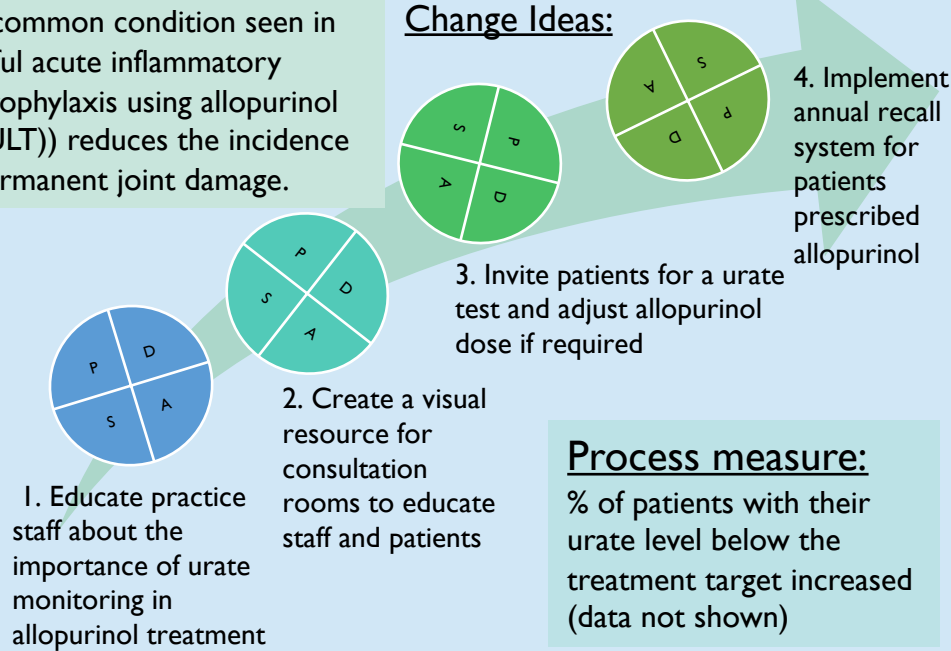 common condition seen in
ful acute inflammatory
ophylaxis using allopurinol
LT)) reduces the incidence
rmanent joint damage.
Change Ideas:
P
D
A
S
1. Educate practice
staff about the
importance of urate
monitoring in
allopurinol treatment
P
D
A
S
2. Create a visual
resource for
consultation
rooms to educate
staff and patients
P
D
A
S
3. Invite patients for a urate
test and adjust allopurinol
dose if required
S
P
D
A
4. Implement
annual recall
system for
patients
prescribed
allopurinol
Process measure:
% of patients with their
urate level below the
treatment target increased
(data not shown)